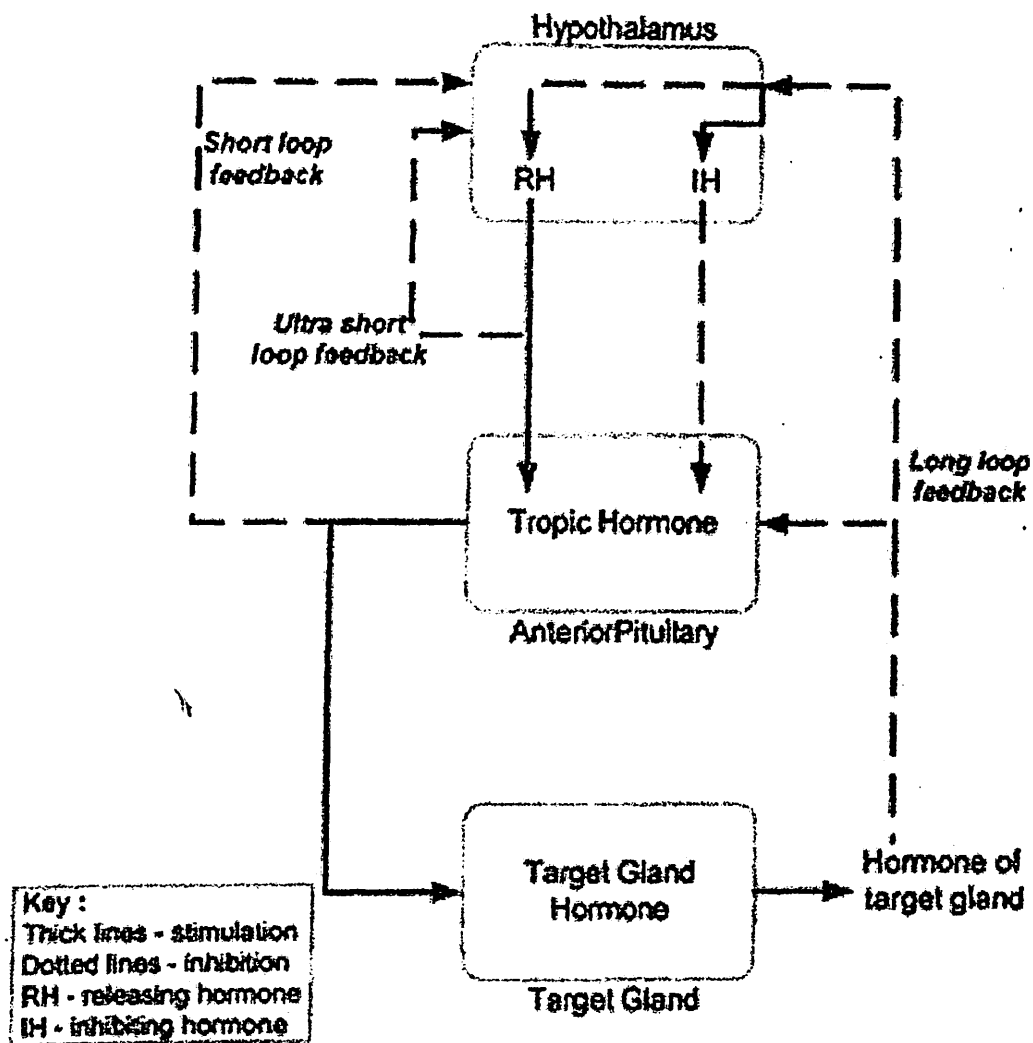 Hypothalamus
Short loop
feedback
RH IH
Ultra short
loop feedback
Long loop
feedback
Tropic Hormone
AnteriorPituitary
Target Gland
Hormone
Hormone of
target gland
Target Gland
Key :
Thick lines - stimulation
Dotted lines - inhibition
RH - releasing hormone
IH - inhibiting hormone